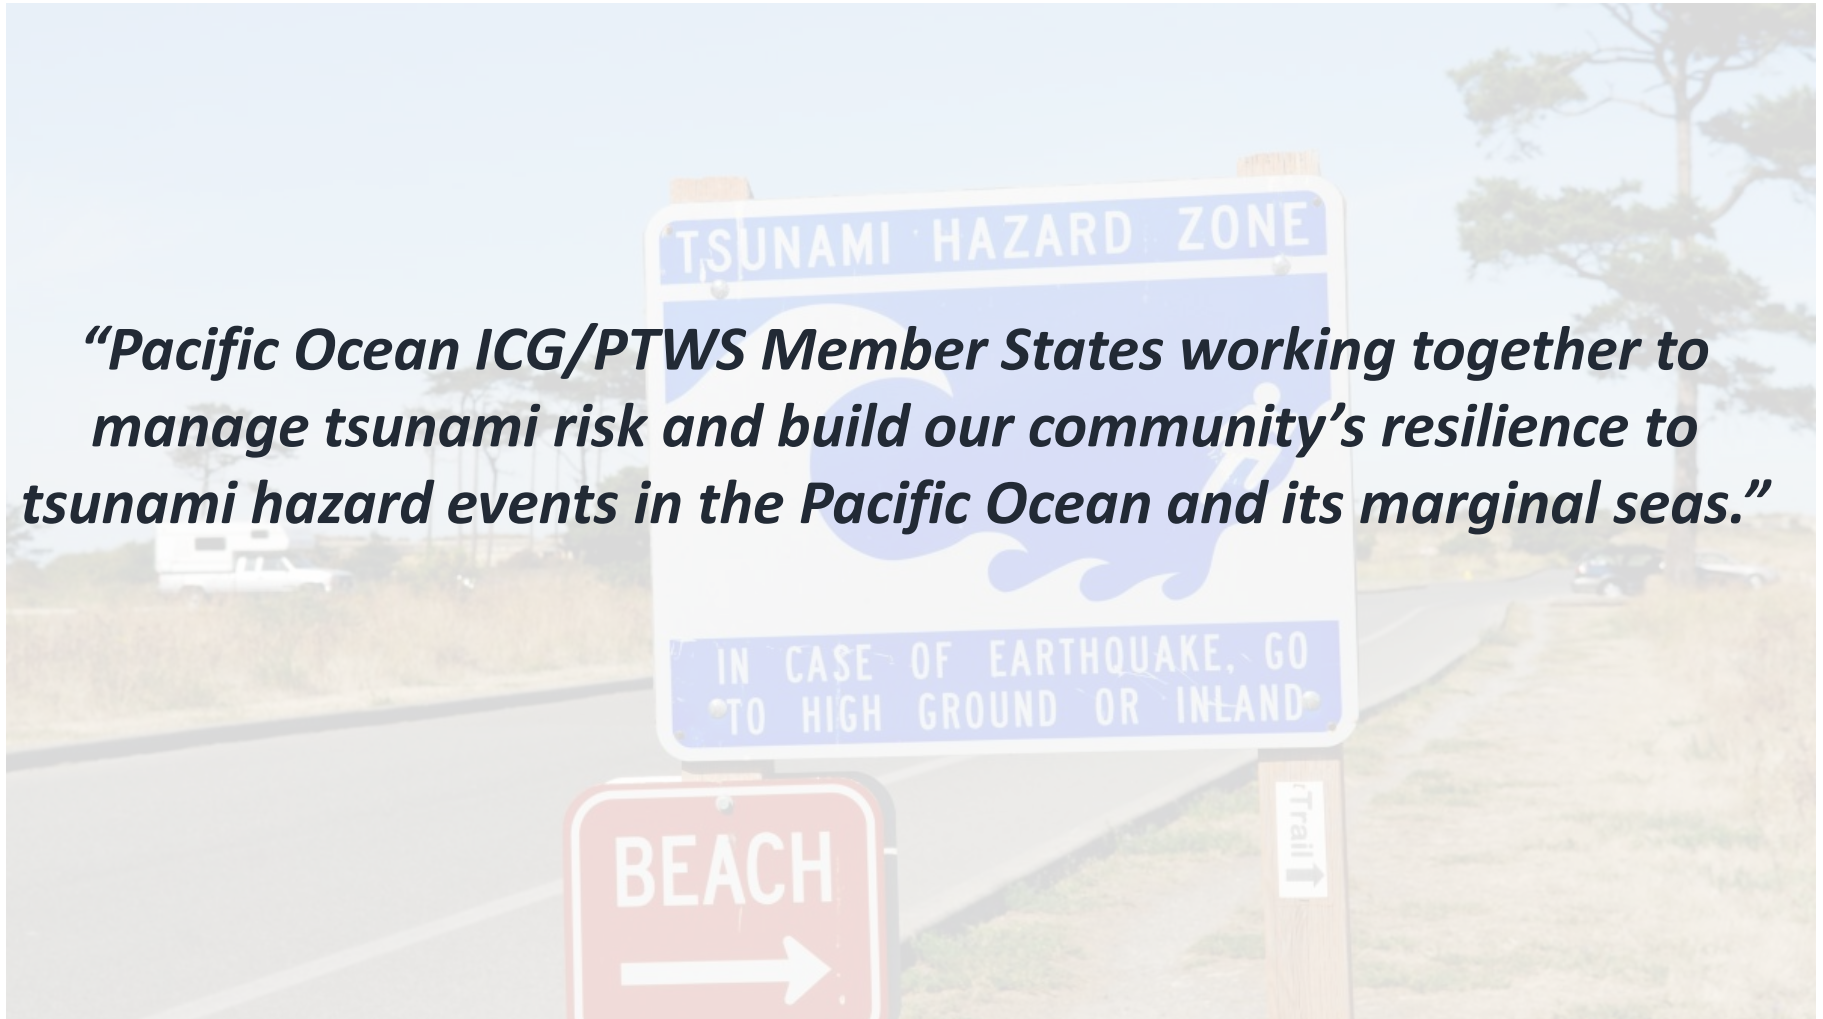 TSUNAMI HAZARD ZONE
“Pacific Ocean ICG/PTWS Member States working together to
manage tsunami risk and build our community’s resilience to
tsunami hazard events in the Pacific Ocean and its marginal seas.”
IN CASE OF EARTHQUAKE, GO
TO HIGH GROUND OR INLAND
Trail
BEACH